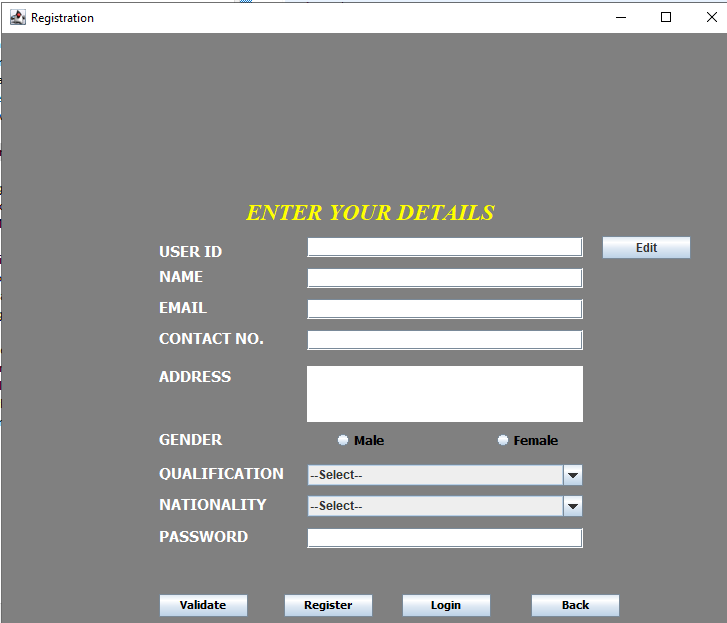 Registration
ENTER YOUR DETAILS
USER ID
Edit
NAME
EMAIL
CONTACT NO.
ADDRESS
GENDER Male Female
QUALIFICATION --Select--
NATIONALITY --Select--
PASSWORD
Validate Register Login Back